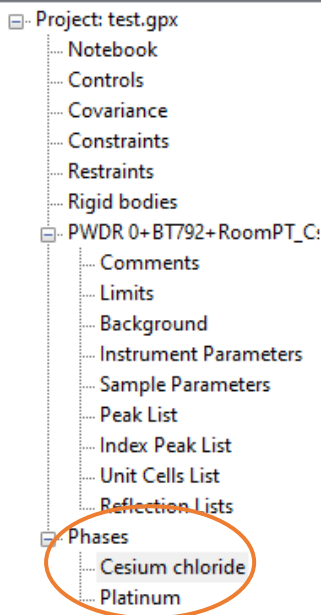 Project: test.gpx
Notebook
Controls
Covariance
Constraints
Restraints
Rigid bodies
PWDR 0+BT792+RoomPT_Cs
Comments
Limits
Background
Instrument Parameters
Sample Parameters
Peak List
Index Peak List
Unit Cells List
Reflection Lists
Phases
Cesium chloride
Platinum